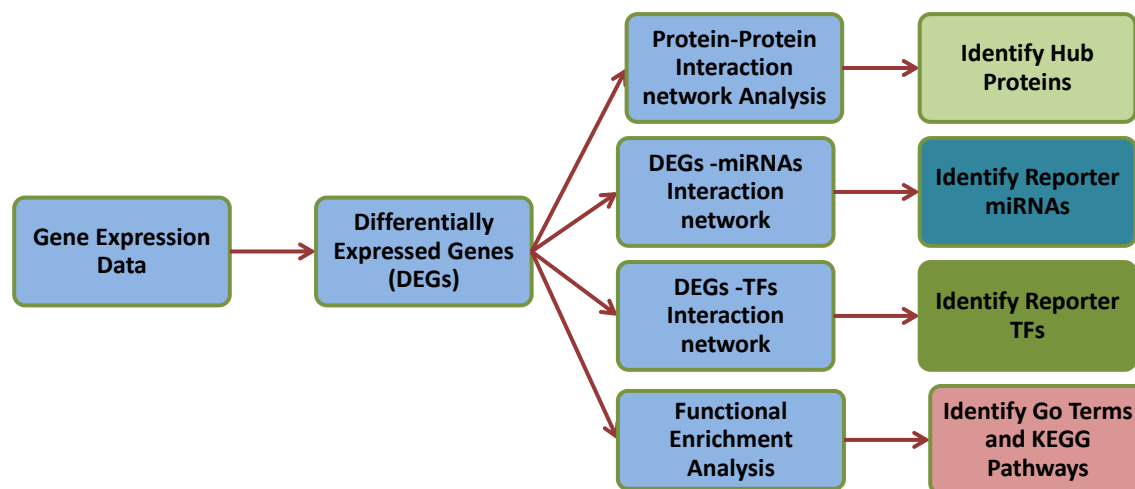 Gene Expression
Data
Differentially
Expressed Genes
(DEGs)
Protein-Protein
Interaction
network Analysis
Identify Hub
Proteins
DEGs -miRNAs
Interaction
network
Identify Reporter
miRNAs
DEGs -TFs
Interaction
network
Identify Reporter
TFs
Functional
Enrichment
Analysis
Identify Go Terms
and KEGG
Pathways